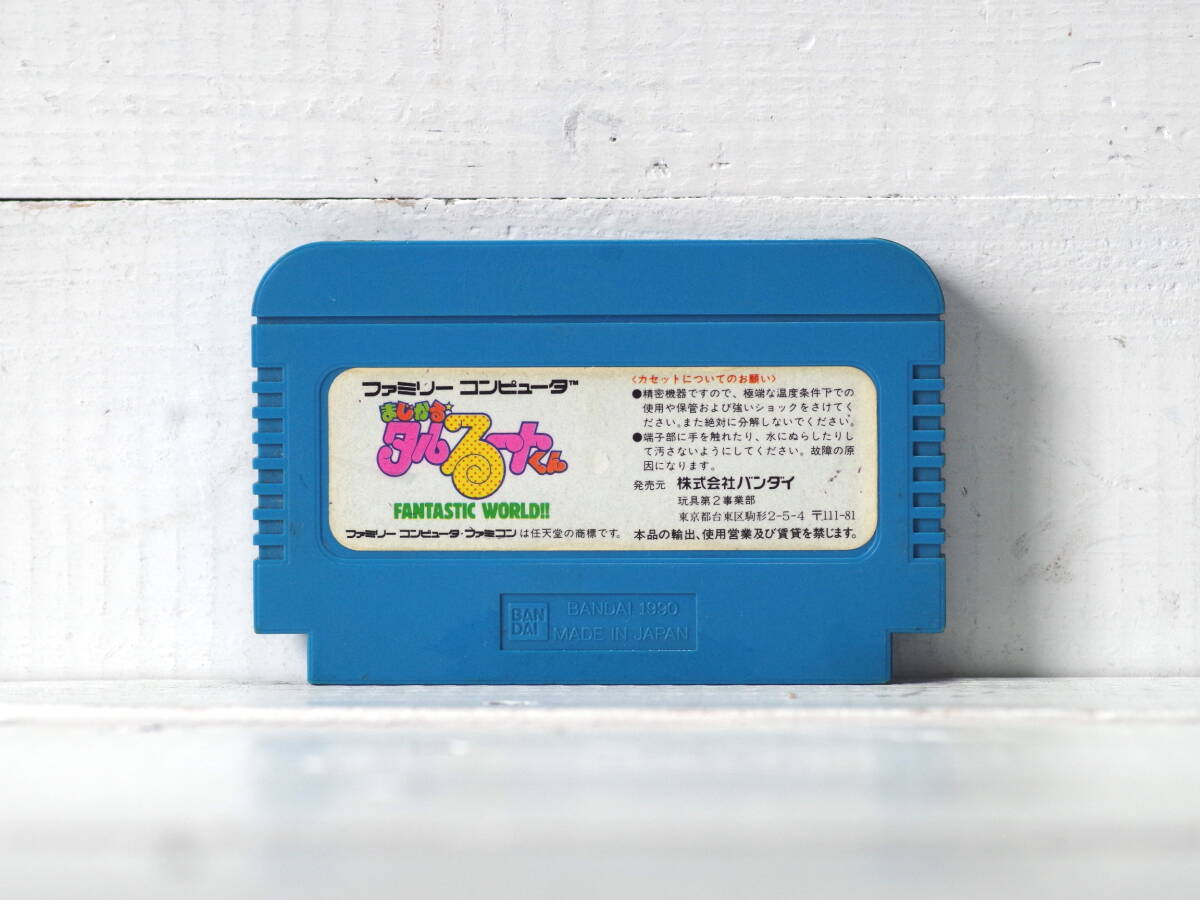 ファミリー コンピュータ™
まじかる
タルるートくん
FANTASTIC WORLD!!
ファミリー コンピュータ・ファミコンは任天堂の商標です。
〈カセットについてのお願い〉
●精密機器ですので、極端な温度条件下での
使用や保管および強いショックをさけてく
ださい。また絶対に分解しないでください。
●端子部に手を触れたり、水にぬらしたりし
て汚さないようにしてください。故障の原
因になります。
発売元 株式会社バンダイ
玩具第2事業部
東京都台東区駒形2-5-4 〒111-81
本品の輸出、使用営業及び賃貸を禁じます。
BAN
DAI
BANDAI 1990
MADE IN JAPAN